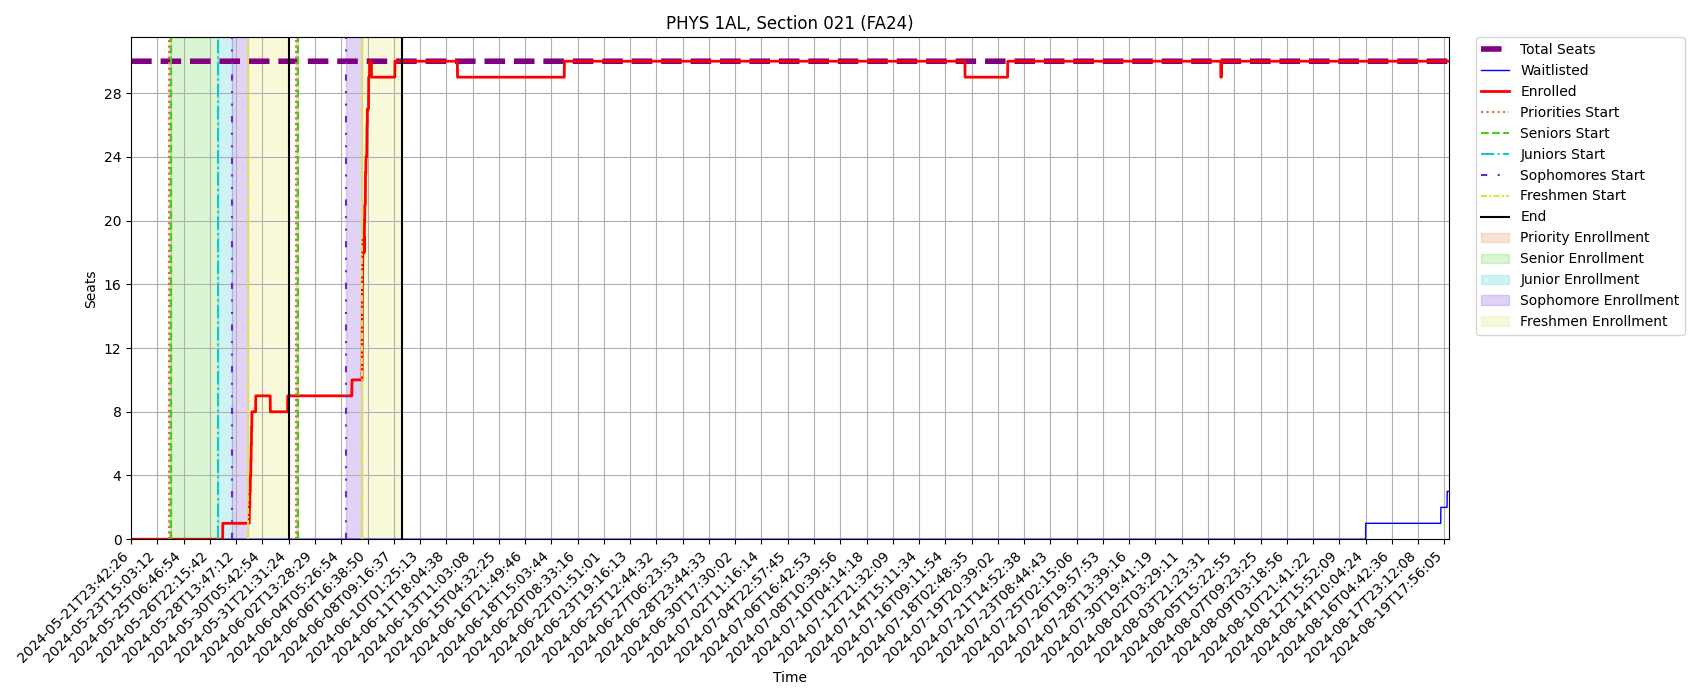 PHYS 1AL, Section 021 (FA24)
Seats
28
24
20
16
12
8
4
0
2024-05-21T23:42:26
2024-05-23T15:03:12
2024-05-25T06:46:54
2024-05-26T22:15:42
2024-05-28T13:47:12
2024-05-30T05:42:54
2024-05-31T21:31:24
2024-06-02T13:28:29
2024-06-04T05:26:54
2024-06-06T16:38:50
2024-06-08T09:16:37
2024-06-10T01:25:13
2024-06-11T18:04:38
2024-06-13T11:03:08
2024-06-15T04:32:25
2024-06-16T21:49:46
2024-06-18T15:03:44
2024-06-20T08:33:16
2024-06-22T01:51:01
2024-06-23T19:16:13
2024-06-25T12:44:32
2024-06-27T06:23:53
2024-06-28T23:44:33
2024-06-30T17:30:02
2024-07-02T11:16:14
2024-07-04T22:57:45
2024-07-06T16:42:53
2024-07-08T10:39:56
2024-07-10T04:14:18
2024-07-12T21:32:09
2024-07-14T15:11:34
2024-07-16T09:11:54
2024-07-18T02:48:35
2024-07-19T20:39:02
2024-07-21T14:52:38
2024-07-23T08:44:43
2024-07-25T02:15:06
2024-07-26T19:57:53
2024-07-28T13:39:16
2024-07-30T19:41:19
2024-08-02T03:29:11
2024-08-03T21:23:31
2024-08-05T15:22:55
2024-08-07T09:23:25
2024-08-09T03:18:56
2024-08-10T21:41:22
2024-08-12T15:52:09
2024-08-14T10:04:24
2024-08-16T04:42:36
2024-08-17T23:12:08
2024-08-19T17:56:05
Time
Total Seats
Waitlisted
Enrolled
Priorities Start
Seniors Start
Juniors Start
Sophomores Start
Freshmen Start
End
Priority Enrollment
Senior Enrollment
Junior Enrollment
Sophomore Enrollment
Freshmen Enrollment